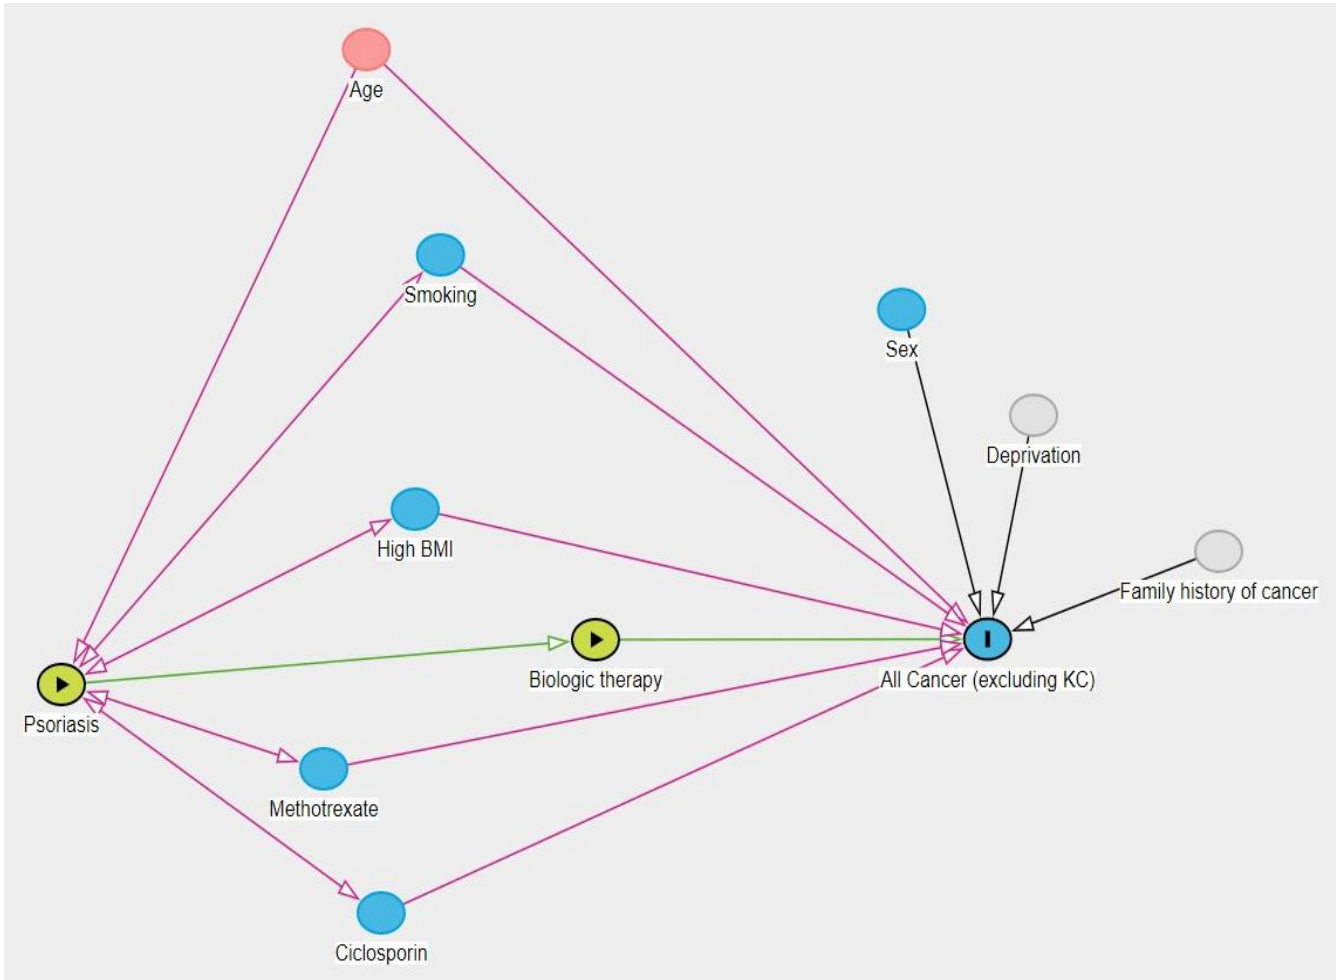 Age
Smoking
Sex
Deprivation
High BMI
Family history of cancer
Biologic therapy
All Cancer (excluding KC)
Psoriasis
Methotrexate
Ciclosporin